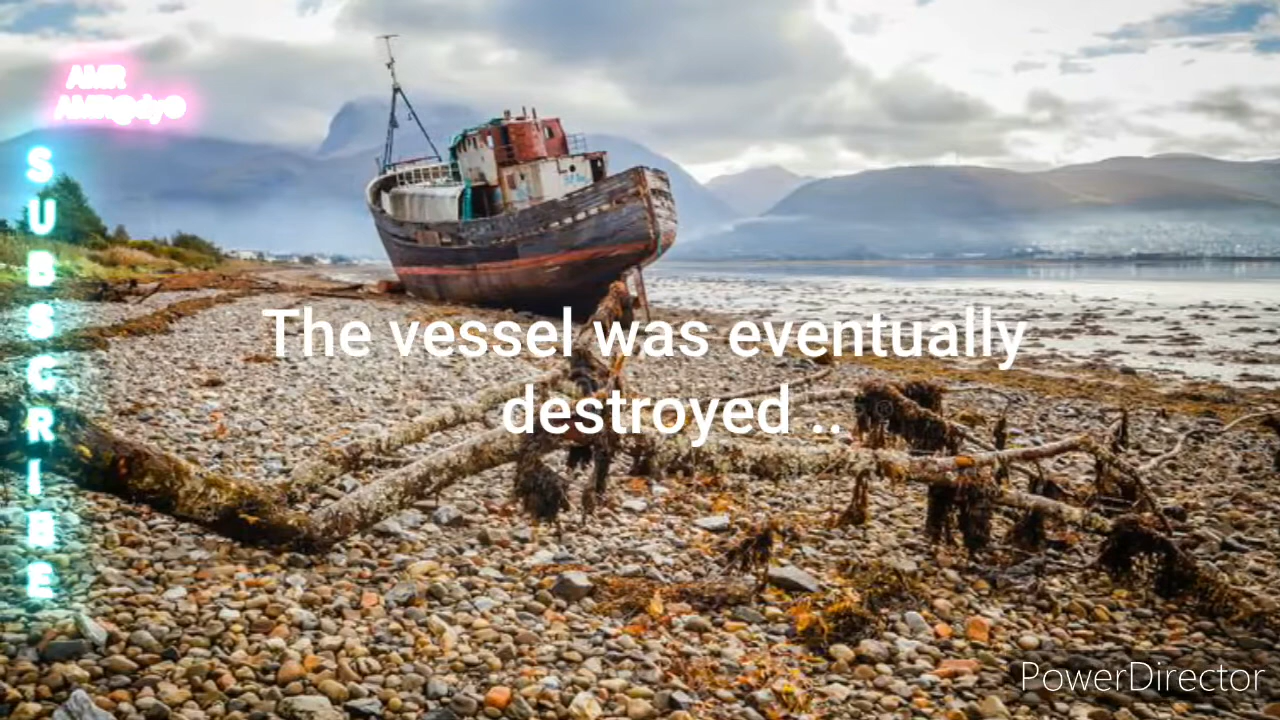 AMR
S
U
B
S
C
R
I
B
E
The vessel was eventually
destroyed ..
PowerDirector